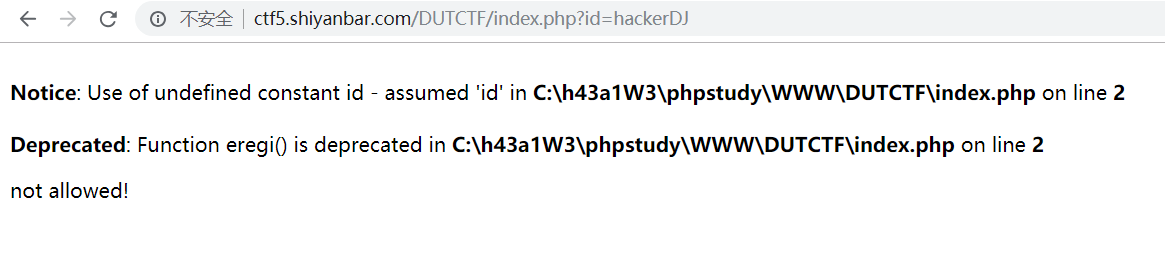 不安全 ctf5.shiyanbar.com/DUTCTF/index.php?id=hackerDJ
Notice: Use of undefined constant id - assumed 'id' in C:\h43a1W3\phpstudy\WWW\DUTCTF\index.php on line 2
Deprecated: Function eregi() is deprecated in C:\h43a1W3\phpstudy\WWW\DUTCTF\index.php on line 2
not allowed!